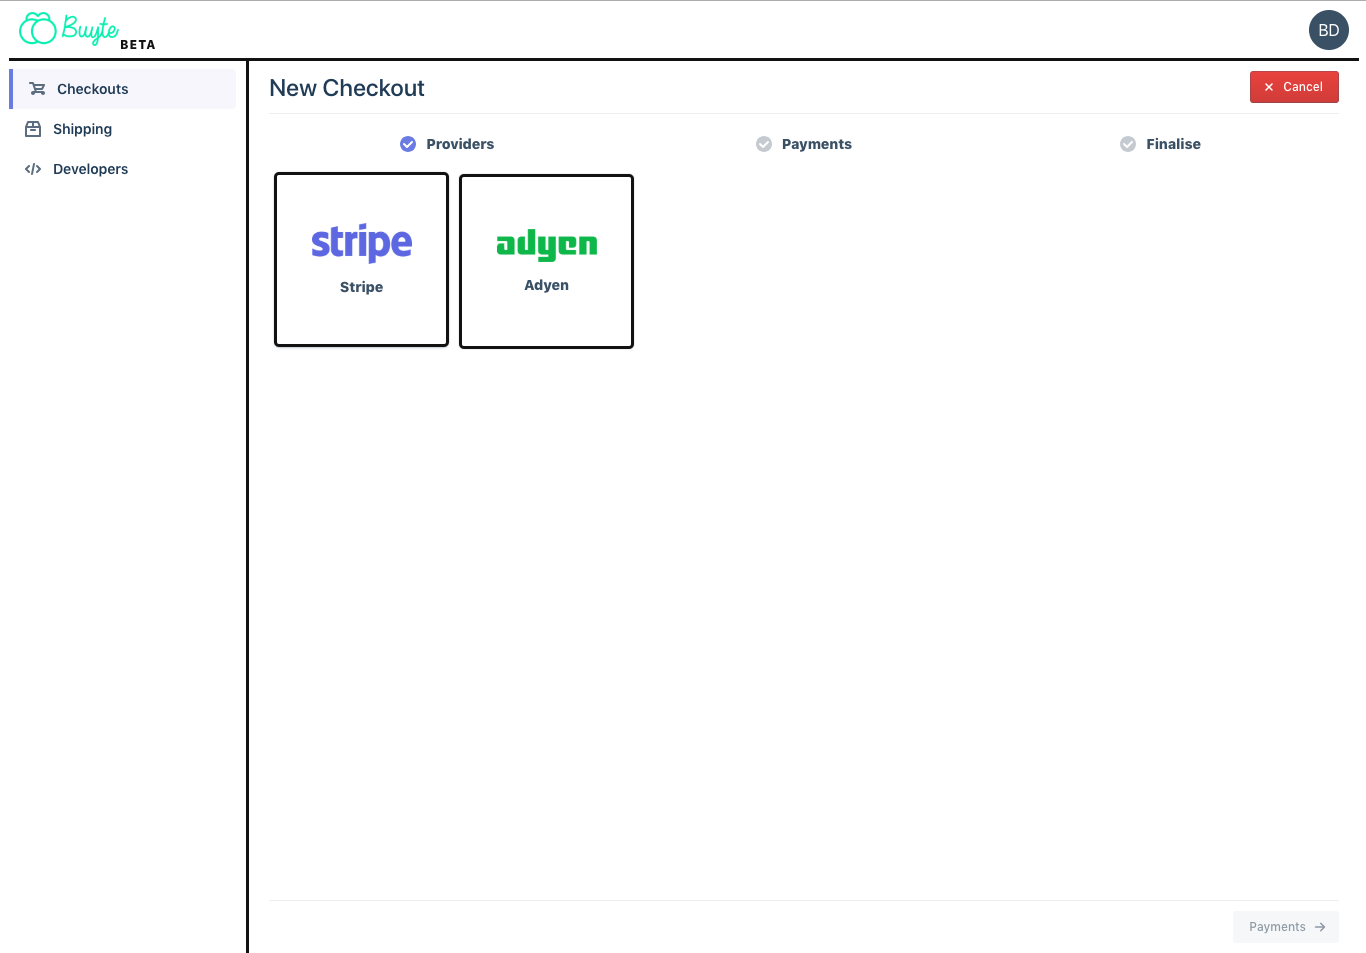 Buyte BETA
BD
Checkouts
Shipping
Developers
New Checkout
Cancel
Providers
Payments
Finalise
stripe
Stripe
adyen
Adyen
Payments